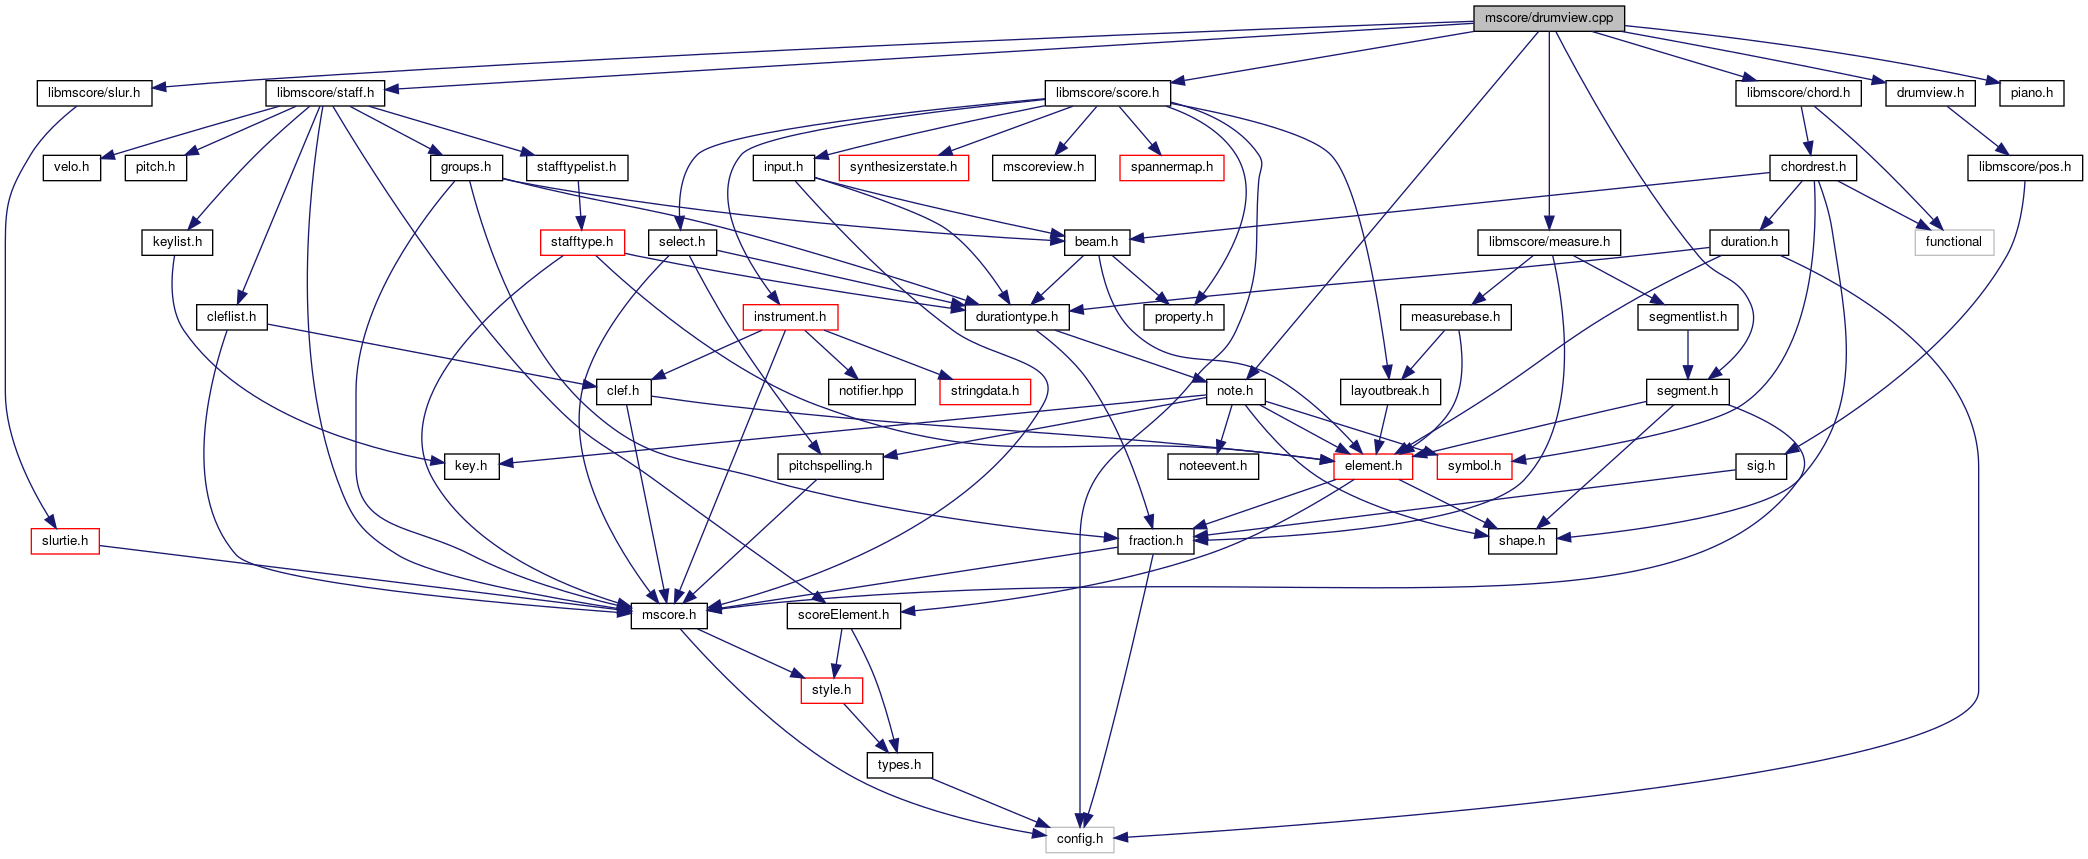 mscore/drumview.cpp
libmscore/slur.h
libmscore/staff.h
libmscore/score.h
libmscore/chord.h
drumview.h
piano.h
velo.h
pitch.h
groups.h
stafftypelist.h
input.h
synthesizerstate.h
mscoreview.h
spannermap.h
chordrest.h
libmscore/pos.h
keylist.h
stafftype.h
select.h
beam.h
libmscore/measure.h
duration.h
functional
cleflist.h
instrument.h
durationtype.h
property.h
measurebase.h
segmentlist.h
clef.h
notifier.hpp
stringdata.h
note.h
layoutbreak.h
segment.h
key.h
pitchspelling.h
noteevent.h
element.h
symbol.h
sig.h
slurtie.h
fraction.h
shape.h
mscore.h
scoreElement.h
style.h
types.h
config.h